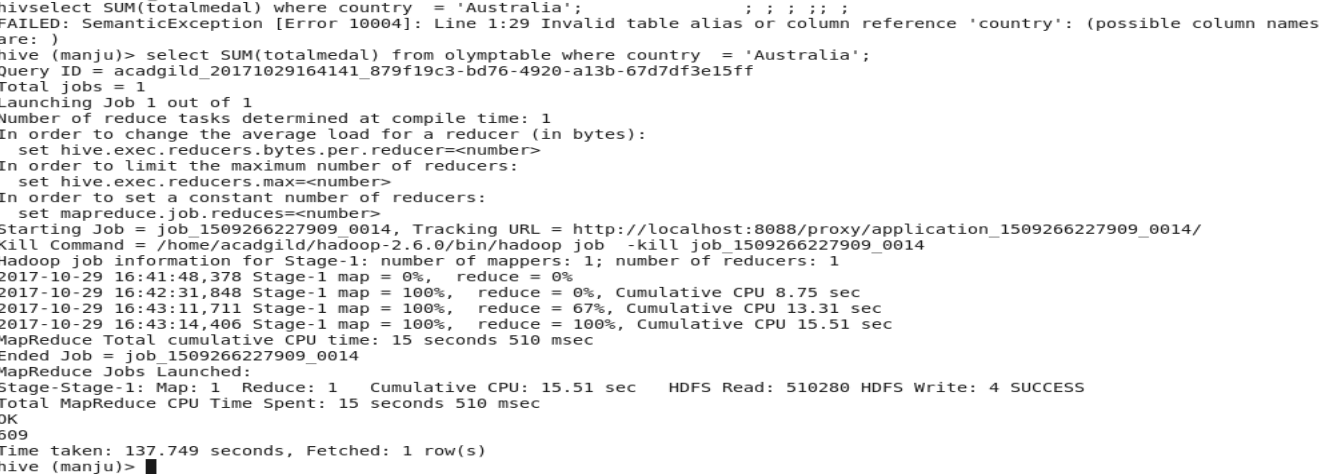 hivselect SUM(totalmedal) where country  = 'Australia';                  ; ; ; ;; ;
FAILED: SemanticException [Error 10004]: Line 1:29 Invalid table alias or column reference 'country': (possible column names
are: )
hive (manju)> select SUM(totalmedal) from olymptable where country  = 'Australia';
Query ID = acadgild_20171029164141_879f19c3-bd76-4920-a13b-67d7df3e15ff
Total jobs = 1
Launching Job 1 out of 1
Number of reduce tasks determined at compile time: 1
In order to change the average load for a reducer (in bytes):
  set hive.exec.reducers.bytes.per.reducer=<number>
In order to limit the maximum number of reducers:
  set hive.exec.reducers.max=<number>
In order to set a constant number of reducers:
  set mapreduce.job.reduces=<number>
Starting Job = job_1509266227909_0014, Tracking URL = http://localhost:8088/proxy/application_1509266227909_0014/
Kill Command = /home/acadgild/hadoop-2.6.0/bin/hadoop job  -kill job_1509266227909_0014
Hadoop job information for Stage-1: number of mappers: 1; number of reducers: 1
2017-10-29 16:41:48,378 Stage-1 map = 0%,  reduce = 0%
2017-10-29 16:42:31,848 Stage-1 map = 100%,  reduce = 0%, Cumulative CPU 8.75 sec
2017-10-29 16:43:11,711 Stage-1 map = 100%,  reduce = 67%, Cumulative CPU 13.31 sec
2017-10-29 16:43:14,406 Stage-1 map = 100%,  reduce = 100%, Cumulative CPU 15.51 sec
MapReduce Total cumulative CPU time: 15 seconds 510 msec
Ended Job = job_1509266227909_0014
MapReduce Jobs Launched:
Stage-Stage-1: Map: 1  Reduce: 1   Cumulative CPU: 15.51 sec   HDFS Read: 510280 HDFS Write: 4 SUCCESS
Total MapReduce CPU Time Spent: 15 seconds 510 msec
OK
609
Time taken: 137.749 seconds, Fetched: 1 row(s)
hive (manju)>